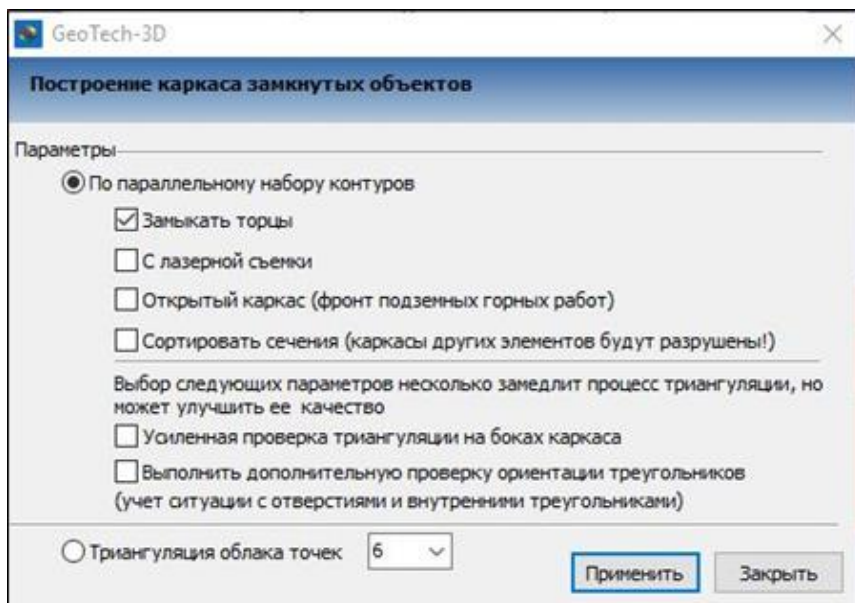 GeoTech-3D
Построение каркаса замкнутых объектов
Параметры
По параллельному набору контуров
Замыкать торцы
С лазерной съемки
Открытый каркас (фронт подземных горных работ)
Сортировать сечения (каркасы других элементов будут разрушены!)
Выбор следующих параметров несколько замедлит процесс триангуляции, но
может улучшить ее качество
Усиленная проверка триангуляции на боках каркаса
Выполнить дополнительную проверку ориентации треугольников
(учет ситуации с отверстиями и внутренними треугольниками)
Триангуляция облака точек 6
Применить Закрыть